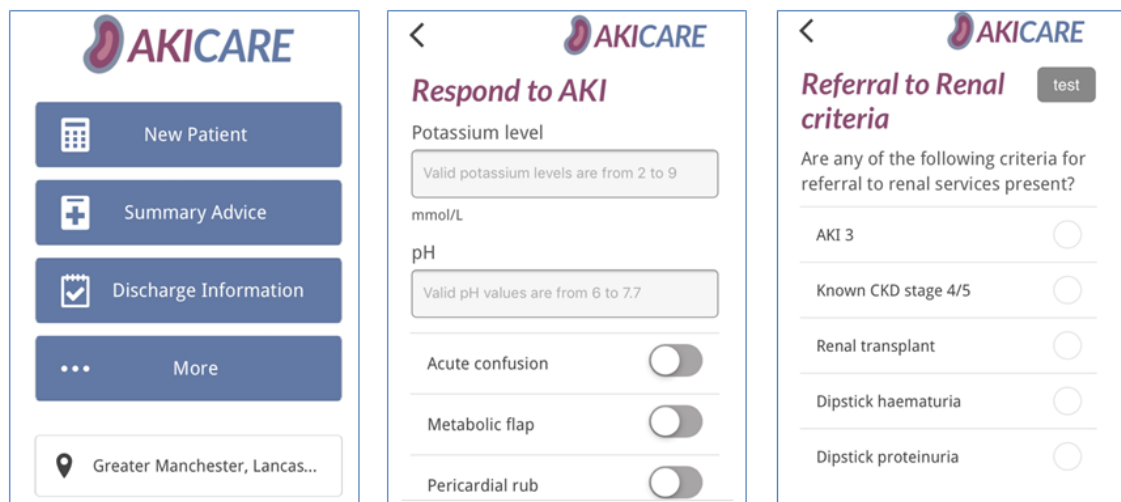 AKICARE
New Patient
Summary Advice
Discharge Information
More
Greater Manchester, Lancas...
AKICARE
Respond to AKI
Potassium level
Valid potassium levels are from 2 to 9
mmol/L
pH
Valid pH values are from 6 to 7.7
Acute confusion
Metabolic flap
Pericardial rub
AKICARE
Referral to Renal
criteria
test
Are any of the following criteria for
referral to renal services present?
AKI 3
Known CKD stage 4/5
Renal transplant
Dipstick haematuria
Dipstick proteinuria